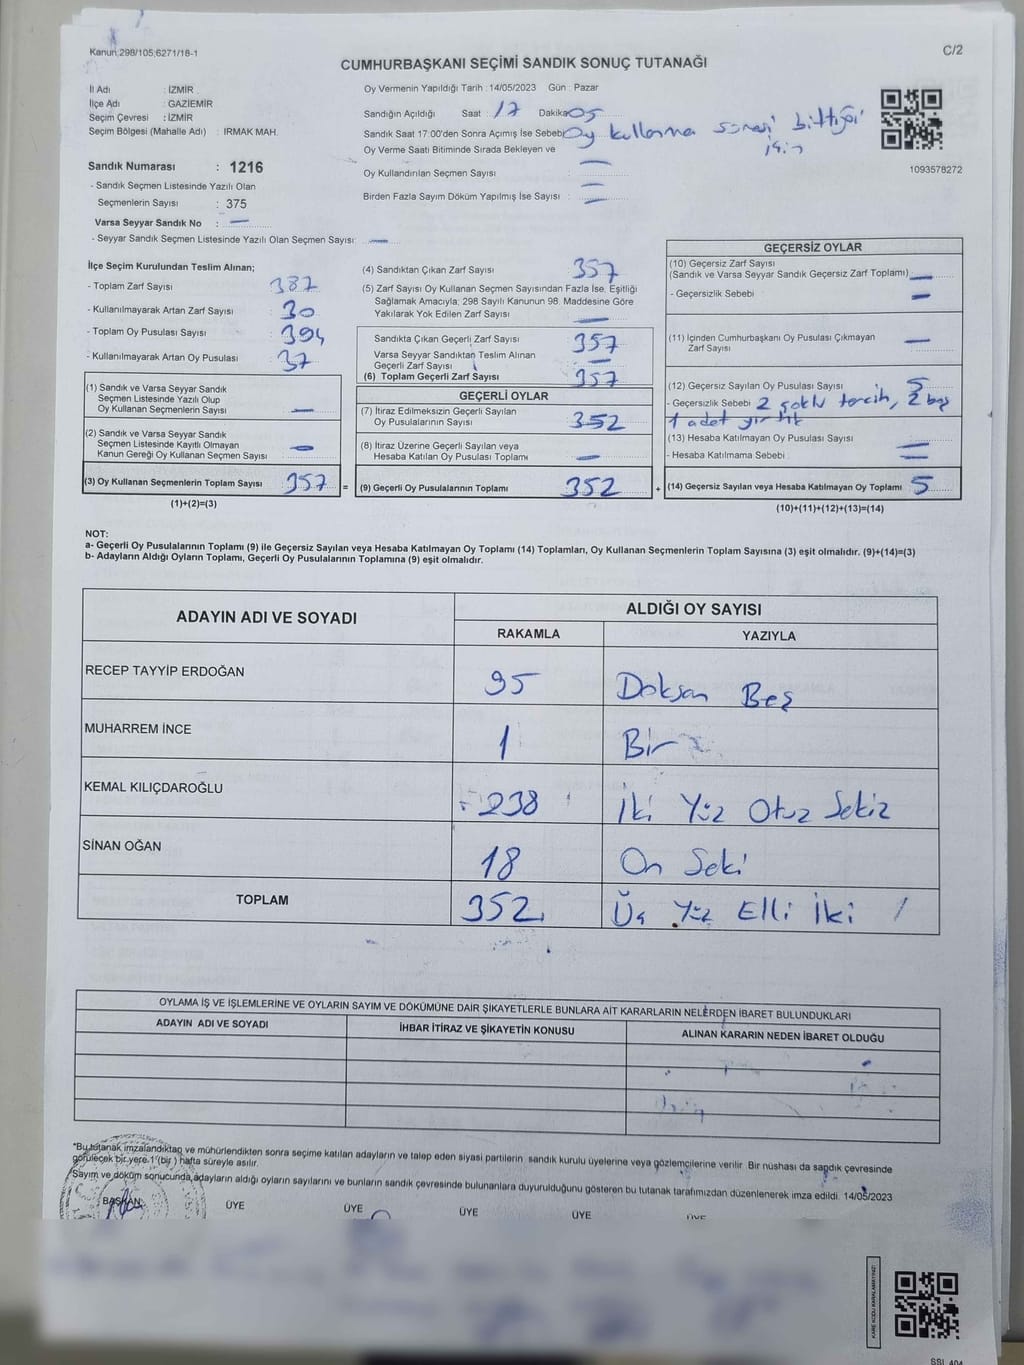 Kanun;298/105;6271/18-1
C/2
CUMHURBAŞKANI SEÇİMİ SANDIK SONUÇ TUTANAĞI
İl Adı : İZMİR
İlçe Adı : GAZİEMİR
Seçim Çevresi : İZMİR
Seçim Bölgesi (Mahalle Adı) : IRMAK MAH.
Oy Vermenin Yapıldığı Tarih : 14/05/2023 Gün : Pazar
Sandığın Açıldığı Saat : 17 Dakika 05
Sandık Saat 17:00'den Sonra Açımış İse Sebebi Oy kullanma süresi bittiği
için
Oy Verme Saati Bitiminde Sırada Bekleyen ve
Oy Kullandırılan Seçmen Sayısı : —
Birden Fazla Sayım Döküm Yapılmış İse Sayısı : —
1093578272
Sandık Numarası : 1216
- Sandık Seçmen Listesinde Yazılı Olan
Seçmenlerin Sayısı : 375
Varsa Seyyar Sandık No : —
- Seyyar Sandık Seçmen Listesinde Yazılı Olan Seçmen Sayısı: —
İlçe Seçim Kurulundan Teslim Alınan;
- Toplam Zarf Sayısı 387
- Kullanılmayarak Artan Zarf Sayısı 30
- Toplam Oy Pusulası Sayısı 394
- Kullanılmayarak Artan Oy Pusulası 37
(1) Sandık ve Varsa Seyyar Sandık
Seçmen Listesinde Yazılı Olup
Oy Kullanan Seçmenlerin Sayısı —
(2) Sandık ve Varsa Seyyar Sandık
Seçmen Listesinde Kayıtlı Olmayan
Kanun Gereği Oy Kullanan Seçmen Sayısı —
(3) Oy Kullanan Seçmenlerin Toplam Sayısı 357 =
(1)+(2)=(3)
(4) Sandıktan Çıkan Zarf Sayısı 357
(5) Zarf Sayısı Oy Kullanan Seçmen Sayısından Fazla İse, Eşitliği
Sağlamak Amacıyla; 298 Sayılı Kanunun 98. Maddesine Göre
Yakılarak Yok Edilen Zarf Sayısı —
Sandıkta Çıkan Geçerli Zarf Sayısı 357
Varsa Seyyar Sandıktan Teslim Alınan
Geçerli Zarf Sayısı —
(6) Toplam Geçerli Zarf Sayısı 357
GEÇERLİ OYLAR
(7) İtiraz Edilmeksizin Geçerli Sayılan
Oy Pusulalarının Sayısı 352
(8) İtiraz Üzerine Geçerli Sayılan veya
Hesaba Katılan Oy Pusulası Toplamı —
(9) Geçerli Oy Pusulalarının Toplamı 352 +
GEÇERSİZ OYLAR
(10) Geçersiz Zarf Sayısı
(Sandık ve Varsa Seyyar Sandık Geçersiz Zarf Toplamı) —
- Geçersizlik Sebebi —
(11) İçinden Cumhurbaşkanı Oy Pusulası Çıkmayan
Zarf Sayısı —
(12) Geçersiz Sayılan Oy Pusulası Sayısı 5
- Geçersizlik Sebebi 2 çoklu tercih, 2 boş
1 adet yırtık
(13) Hesaba Katılmayan Oy Pusulası Sayısı —
- Hesaba Katılmama Sebebi —
(14) Geçersiz Sayılan veya Hesaba Katılmayan Oy Toplamı 5
(10)+(11)+(12)+(13)=(14)
NOT:
a- Geçerli Oy Pusulalarının Toplamı (9) ile Geçersiz Sayılan veya Hesaba Katılmayan Oy Toplamı (14) Toplamları, Oy Kullanan Seçmenlerin Toplam Sayısına (3) eşit olmalıdır. (9)+(14)=(3)
b- Adayların Aldığı Oyların Toplamı, Geçerli Oy Pusulalarının Toplamına (9) eşit olmalıdır.
ADAYIN ADI VE SOYADI
ALDIĞI OY SAYISI
RAKAMLA YAZIYLA
RECEP TAYYİP ERDOĞAN 95 Doksan Beş
MUHARREM İNCE 1 Bir
KEMAL KILIÇDAROĞLU 238 İki Yüz Otuz Sekiz
SİNAN OĞAN 18 On Seki
TOPLAM 352 Üç Yüz Elli İki
OYLAMA İŞ VE İŞLEMLERİNE VE OYLARIN SAYIM VE DÖKÜMÜNE DAİR ŞİKAYETLERLE BUNLARA AİT KARARLARIN NELERDEN İBARET BULUNDUKLARI
ADAYIN ADI VE SOYADI İHBAR İTİRAZ VE ŞİKAYETİN KONUSU ALINAN KARARIN NEDEN İBARET OLDUĞU
*Bu tutanak imzalandıktan ve mühürlendikten sonra seçime katılan adayların ve talep eden siyasi partilerin sandık kurulu üyelerine veya gözlemcilerine verilir. Bir nüshası da sandık çevresinde
görülecek bir yere 1 (bir) hafta süreyle asılır.
Sayım ve döküm sonucunda,adayların aldığı oyların sayılarını ve bunların sandık çevresinde bulunanlara duyurulduğunu gösteren bu tutanak tarafımızdan düzenlenerek imza edildi. 14/05/2023
BAŞKAN ÜYE ÜYE ÜYE ÜYE ÜYE